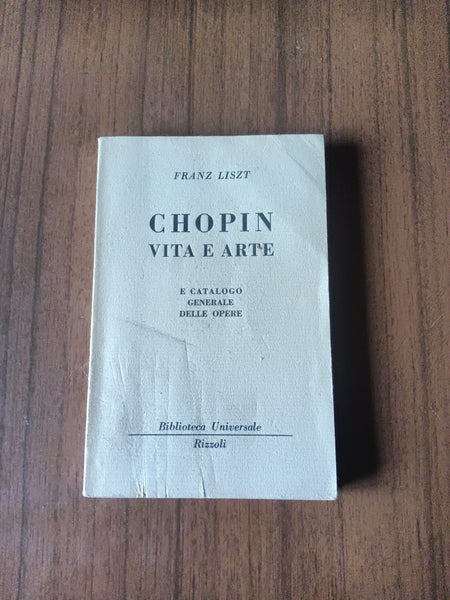 FRANZ LISZT
CHOPIN
VITA E ARTE
E CATALOGO
GENERALE
DELLE OPERE
Biblioteca Universale
Rizzoli